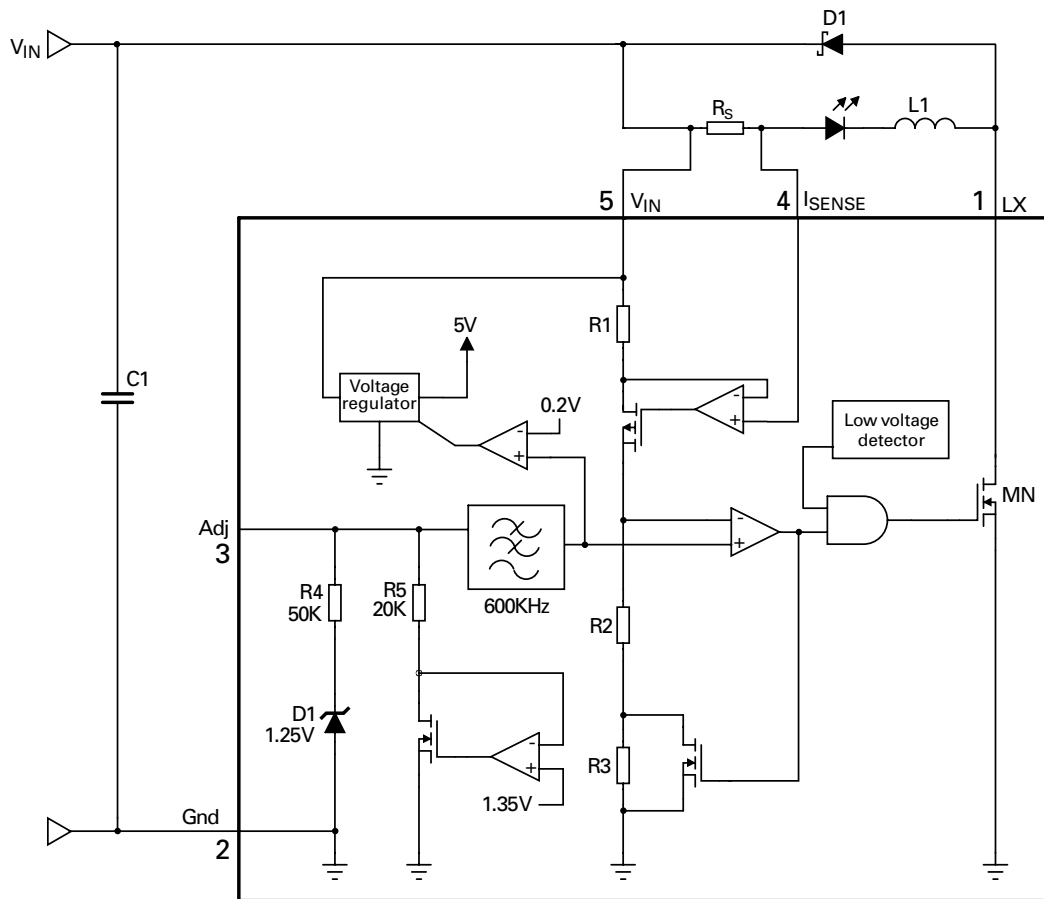 D1
VIN
RS
L1
5 VIN
4 ISENSE
1 LX
R1
5V
C1
Voltage
regulator
0.2V
Low voltage
detector
MN
Adj
3
R4
50K
R5
20K
600KHz
R2
D1
1.25V
R3
1.35V
Gnd
2